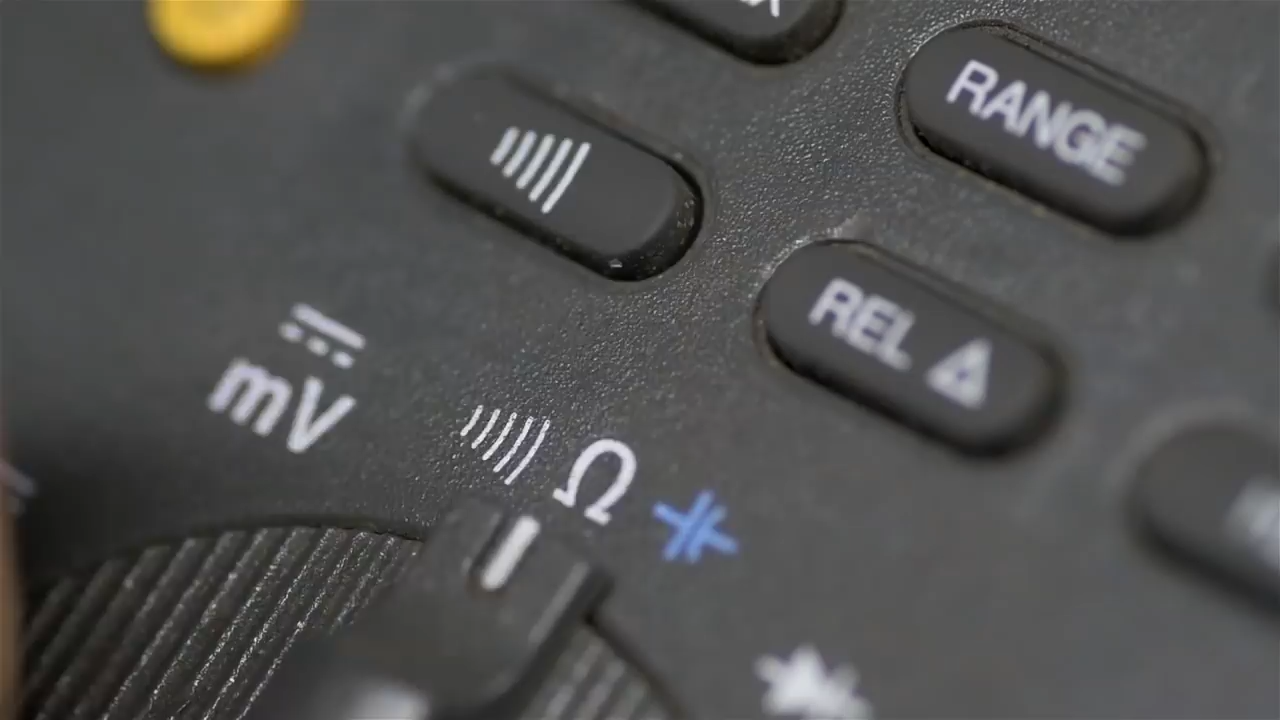 RANGE
REL △
mV
Ω